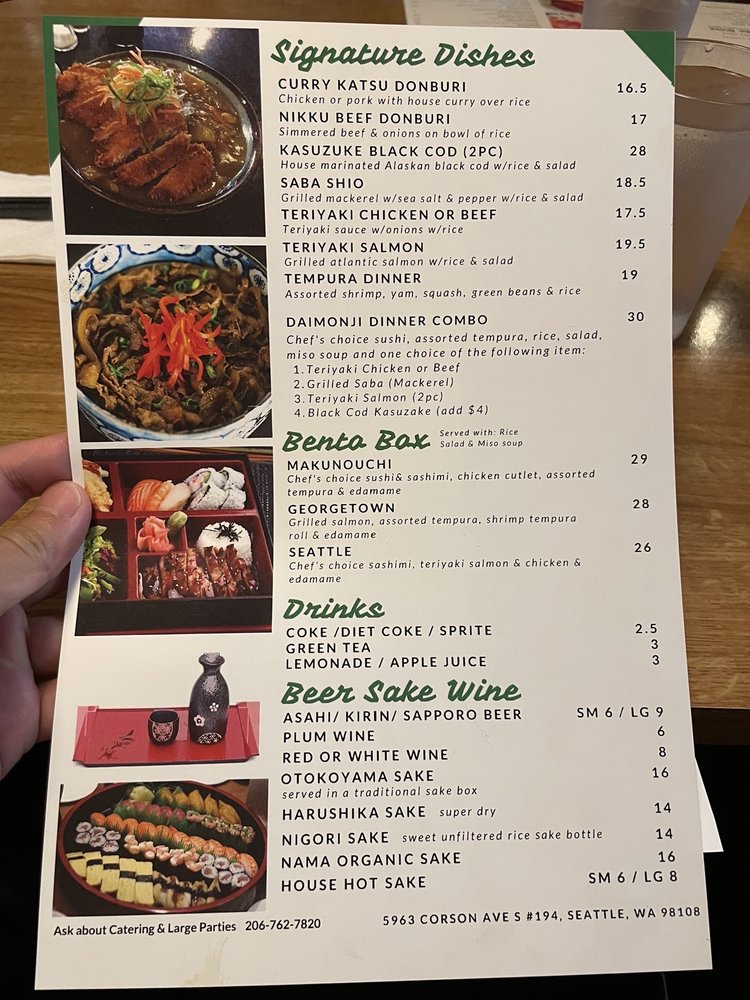 Signature Dishes
CURRY KATSU DONBURI 16.5
Chicken or pork with house curry over rice
NIKKU BEEF DONBURI 17
Simmered beef & onions on bowl of rice
KASUZUKE BLACK COD (2PC) 28
House marinated Alaskan black cod w/rice & salad
SABA SHIO 18.5
Grilled mackerel w/sea salt & pepper w/rice & salad
TERIYAKI CHICKEN OR BEEF 17.5
Teriyaki sauce w/onions w/rice
TERIYAKI SALMON 19.5
Grilled atlantic salmon w/rice & salad
TEMPURA DINNER 19
Assorted shrimp, yam, squash, green beans & rice
DAIMONJI DINNER COMBO 30
Chef's choice sushi, assorted tempura, rice, salad,
miso soup and one choice of the following item:
1.Teriyaki Chicken or Beef
2.Grilled Saba (Mackerel)
3.Teriyaki Salmon (2pc)
4.Black Cod Kasuzake (add $4)
Bento Box Served with: Rice
Salad & Miso soup
MAKUNOUCHI 29
Chef's choice sushi& sashimi, chicken cutlet, assorted
tempura & edamame
GEORGETOWN 28
Grilled salmon, assorted tempura, shrimp tempura
roll & edamame
SEATTLE 26
Chef's choice sashimi, teriyaki salmon & chicken &
edamame
Drinks
COKE /DIET COKE / SPRITE 2.5
GREEN TEA 3
LEMONADE / APPLE JUICE 3
Beer Sake Wine
ASAHI/ KIRIN/ SAPPORO BEER SM 6 / LG 9
PLUM WINE 6
RED OR WHITE WINE 8
OTOKOYAMA SAKE 16
served in a traditional sake box
HARUSHIKA SAKE super dry 14
NIGORI SAKE sweet unfiltered rice sake bottle 14
NAMA ORGANIC SAKE 16
HOUSE HOT SAKE SM 6 / LG 8
Ask about Catering & Large Parties 206-762-7820 5963 CORSON AVE S #194, SEATTLE, WA 98108